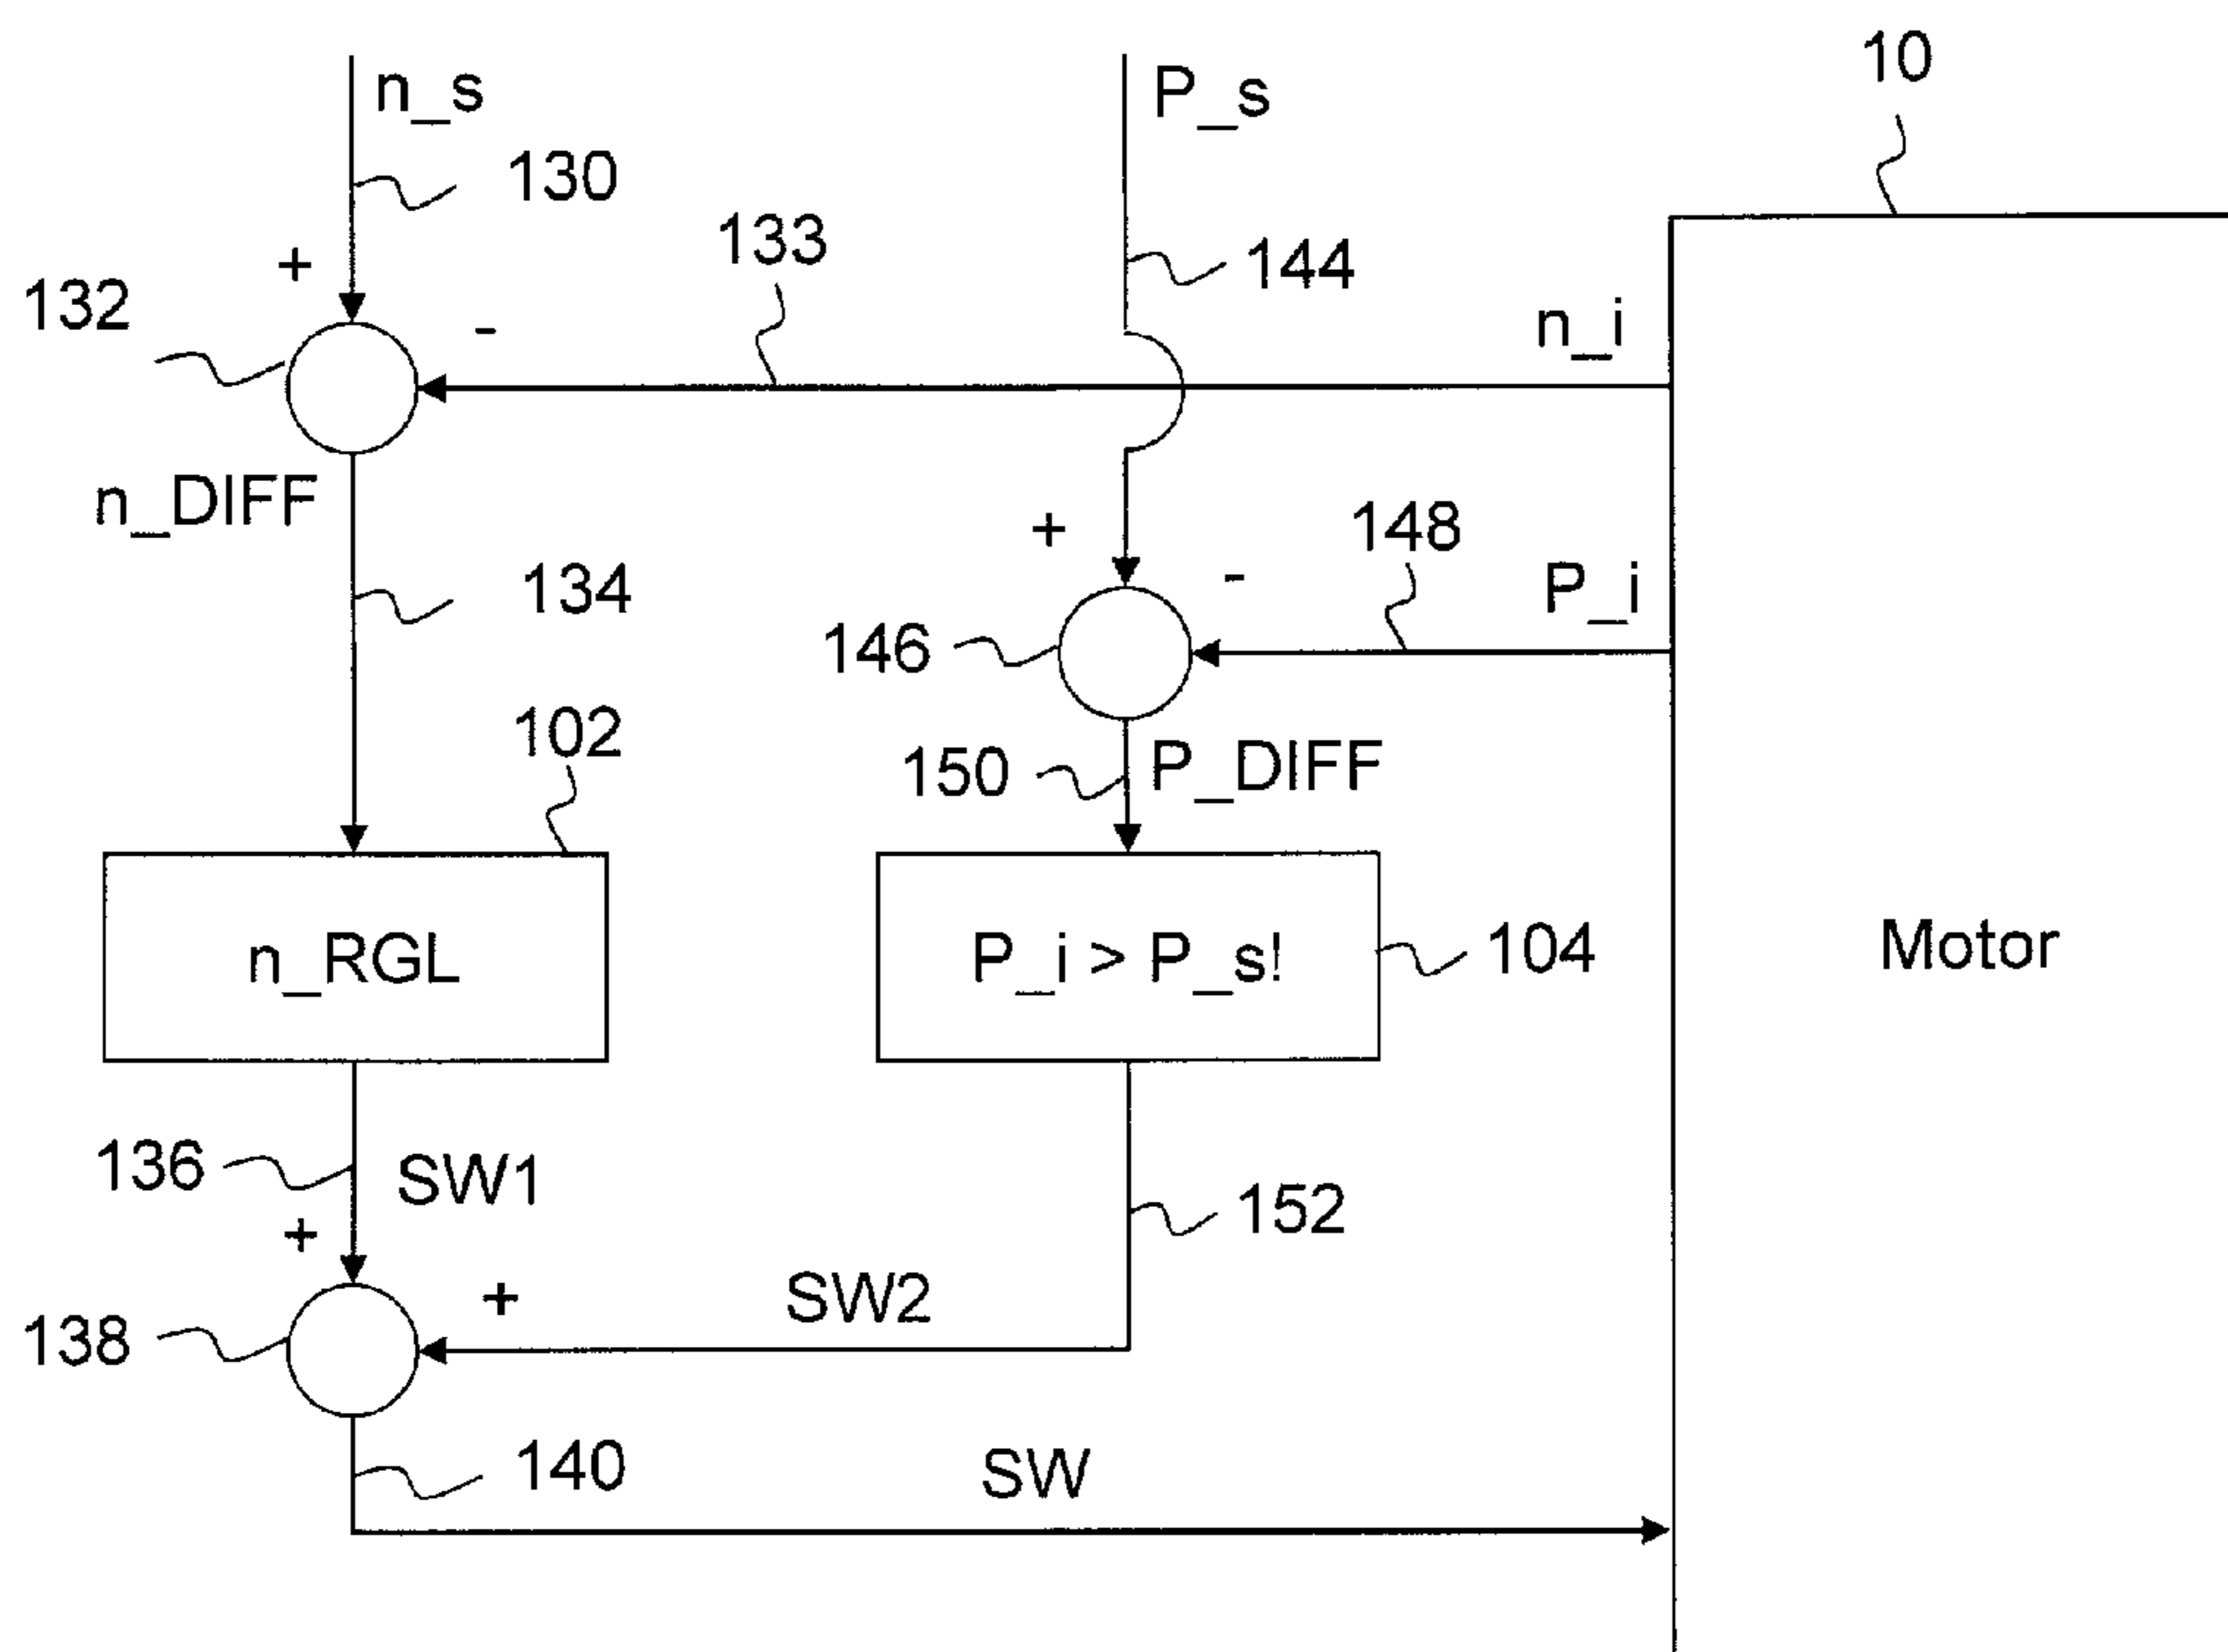 10
n_s
P_s
130
133
144
+
132
-
n_i
n_DIFF
+
148
-
P_i
134
146
102
150
P_DIFF
n_RGL
P_i > P_s!
104
Motor
136
SW1
152
+
+
SW2
138
140
SW